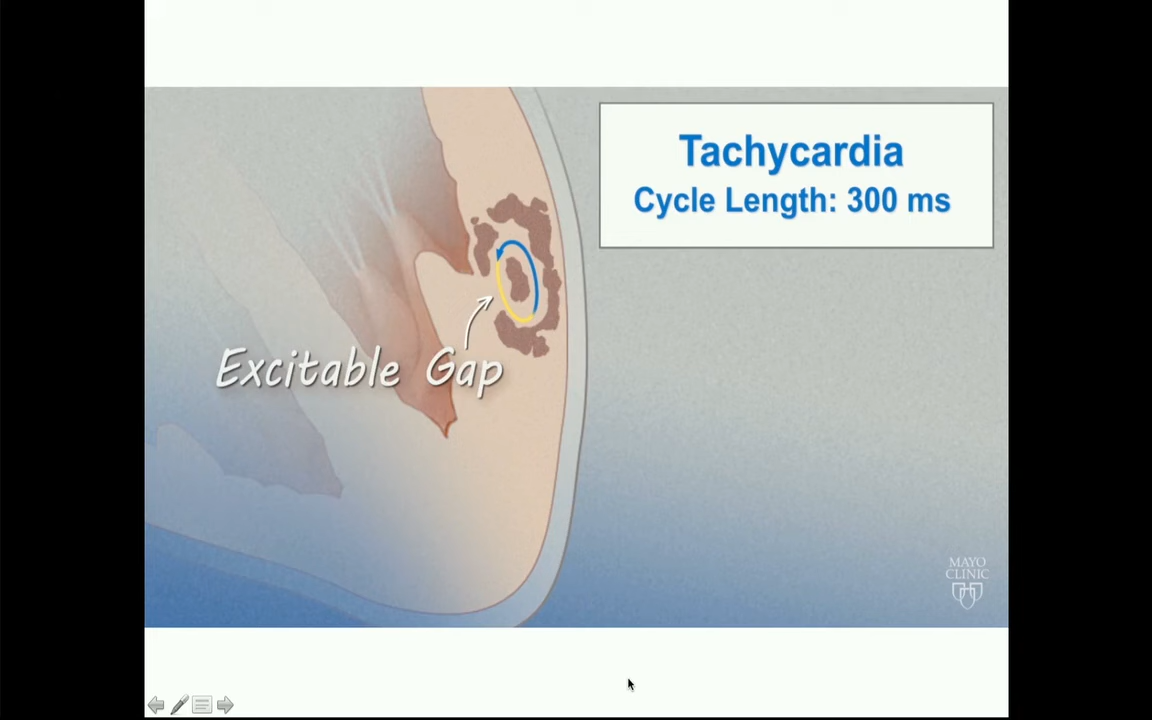 Tachycardia
Cycle Length: 300 ms
Excitable Gap
MAYO
CLINIC